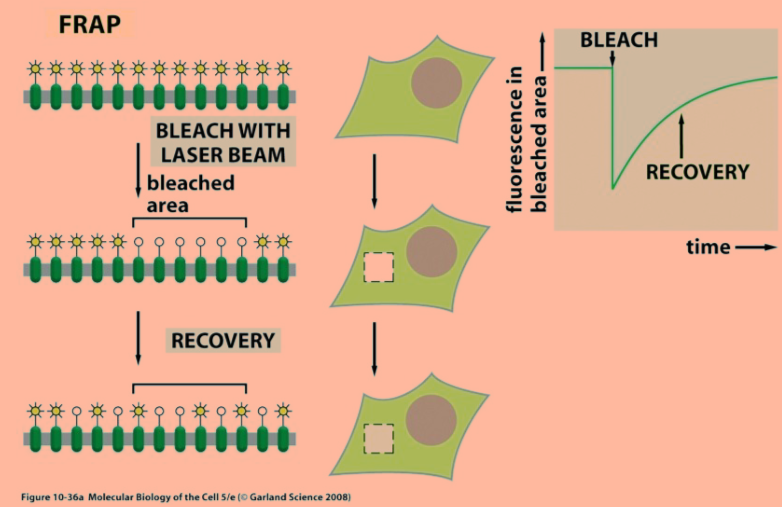 FRAP
BLEACH WITH
LASER BEAM
bleached
area
RECOVERY
BLEACH
fluorescence in
bleached area
RECOVERY
time
Figure 10-36a Molecular Biology of the Cell 5/e (© Garland Science 2008)